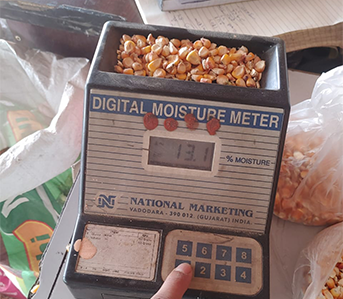 DIGITAL MOISTURE METER
13.1
% MOISTURE
N
NATIONAL MARKETING
VADODARA - 390 012. (GUJARAT) INDIA.
5 6 7 8
2 3 4